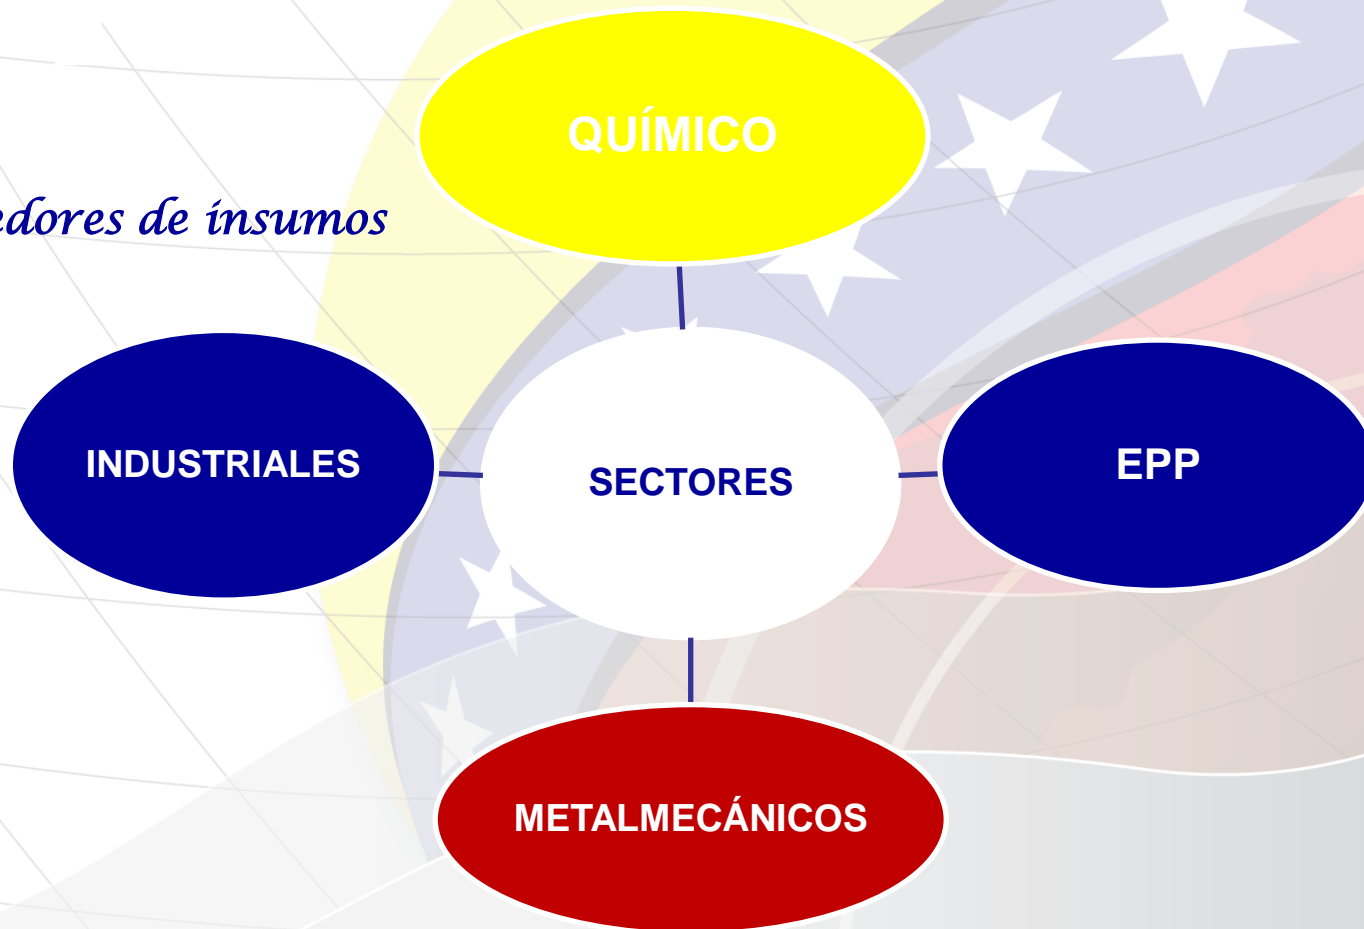 QUÍMICO
edores de insumos
INDUSTRIALES
SECTORES
EPP
METALMECÁNICOS